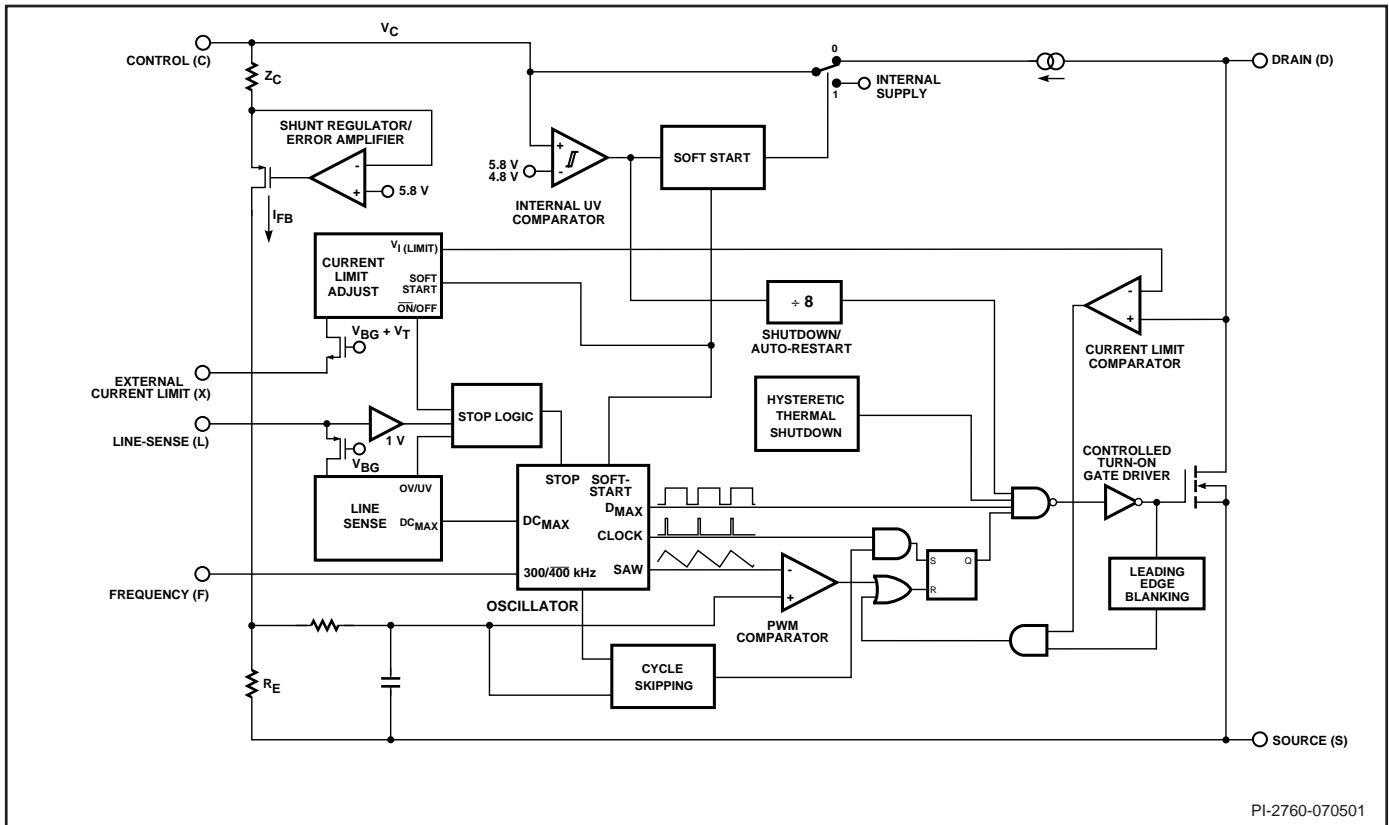 V_C
CONTROL (C)
Z_C
0
DRAIN (D)
1
INTERNAL
SUPPLY
SHUNT REGULATOR/
ERROR AMPLIFIER
-
+
5.8 V
I_FB
+
-
5.8 V
4.8 V
INTERNAL UV
COMPARATOR
SOFT START
V_I (LIMIT)
CURRENT
LIMIT
ADJUST
SOFT
START
O̅N̅/OFF
÷ 8
SHUTDOWN/
AUTO-RESTART
-
+
CURRENT LIMIT
COMPARATOR
V_BG + V_T
EXTERNAL
CURRENT LIMIT (X)
LINE-SENSE (L)
1 V
STOP LOGIC
HYSTERETIC
THERMAL
SHUTDOWN
V_BG
OV/UV
LINE
SENSE
DC_MAX
STOP
SOFT-
START
D_MAX
DC_MAX
CLOCK
SAW
300/4̅0̅0̅ kHz
OSCILLATOR
CONTROLLED
TURN-ON
GATE DRIVER
FREQUENCY (F)
-
+
PWM
COMPARATOR
S
Q
R
LEADING
EDGE
BLANKING
CYCLE
SKIPPING
R_E
SOURCE (S)
PI-2760-070501